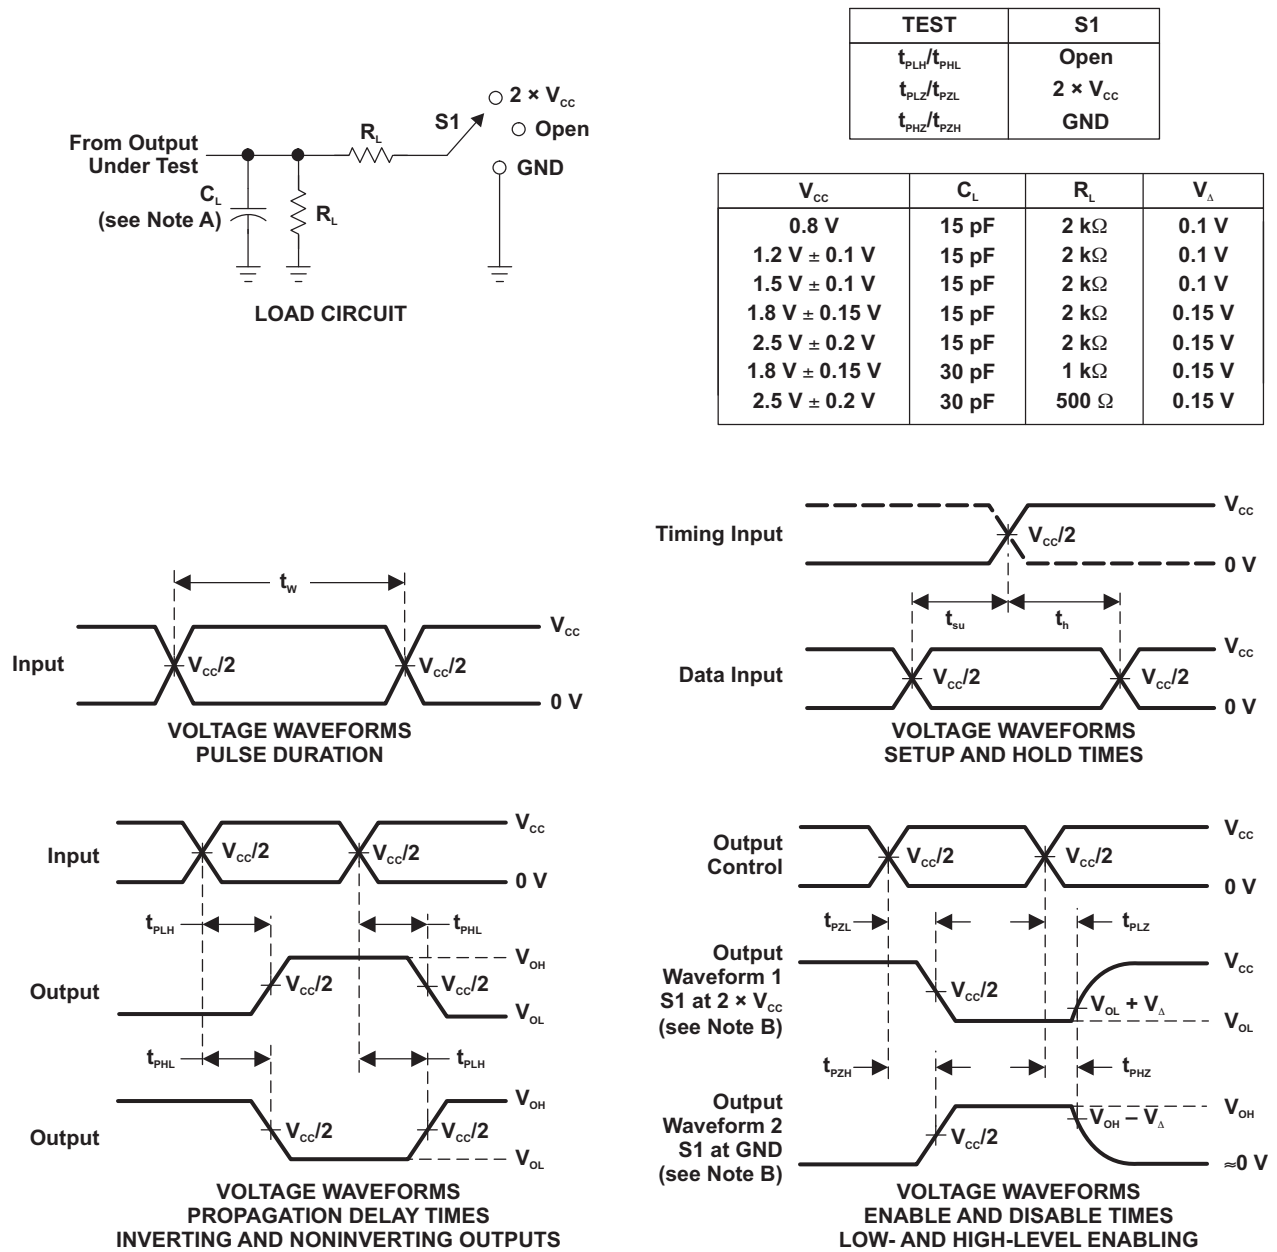 TEST S1
tPLH/tPHL Open
tPLZ/tPZL 2 × VCC
tPHZ/tPZH GND
2 × VCC
S1
Open
From Output
Under Test
RL
GND
CL
(see Note A)
RL
LOAD CIRCUIT
VCC CL RL VΔ
0.8 V 15 pF 2 kΩ 0.1 V
1.2 V ± 0.1 V 15 pF 2 kΩ 0.1 V
1.5 V ± 0.1 V 15 pF 2 kΩ 0.1 V
1.8 V ± 0.15 V 15 pF 2 kΩ 0.15 V
2.5 V ± 0.2 V 15 pF 2 kΩ 0.15 V
1.8 V ± 0.15 V 30 pF 1 kΩ 0.15 V
2.5 V ± 0.2 V 30 pF 500 Ω 0.15 V
tW
VCC
Input
VCC/2 VCC/2
0 V
VOLTAGE WAVEFORMS
PULSE DURATION
VCC
Timing Input
VCC/2
0 V
tsu th
VCC
Data Input
VCC/2 VCC/2
0 V
VOLTAGE WAVEFORMS
SETUP AND HOLD TIMES
VCC
Input
VCC/2 VCC/2
0 V
tPLH tPHL
VOH
Output
VCC/2 VCC/2
VOL
tPHL tPLH
VOH
Output
VCC/2 VCC/2
VOL
VOLTAGE WAVEFORMS
PROPAGATION DELAY TIMES
INVERTING AND NONINVERTING OUTPUTS
VCC
Output
Control
VCC/2 VCC/2
0 V
tPZL tPLZ
Output
Waveform 1
S1 at 2 × VCC
(see Note B)
VCC
VCC/2
VOL + VΔ
VOL
tPZH tPHZ
Output
Waveform 2
S1 at GND
(see Note B)
VOH
VOH – VΔ
VCC/2
≈0 V
VOLTAGE WAVEFORMS
ENABLE AND DISABLE TIMES
LOW- AND HIGH-LEVEL ENABLING